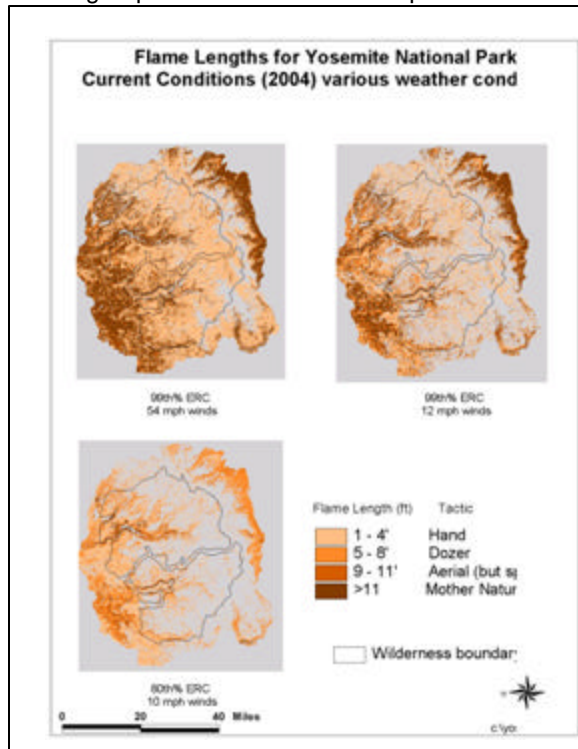 Flame Lengths for Yosemite National Park
Current Conditions (2004) various weather cond
99th% ERC
54 mph winds
99th% ERC
12 mph winds
80th% ERC
10 mph winds
Flame Length (ft) Tactic
1 - 4' Hand
5 - 8' Dozer
9 - 11' Aerial (but sp
>11 Mother Natur
Wilderness boundary
0 20 40 Miles
c:\yo